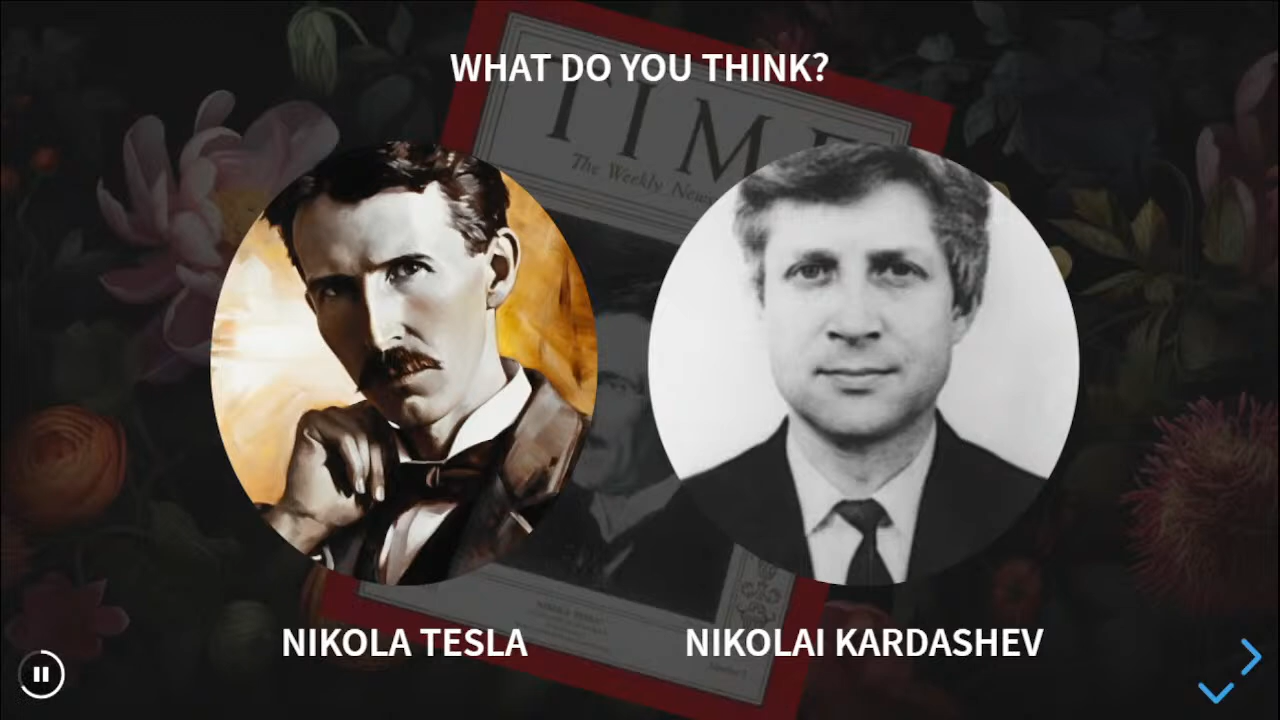 WHAT DO YOU THINK?
TIME
The Weekly News
NIKOLA TESLA
NIKOLAI KARDASHEV